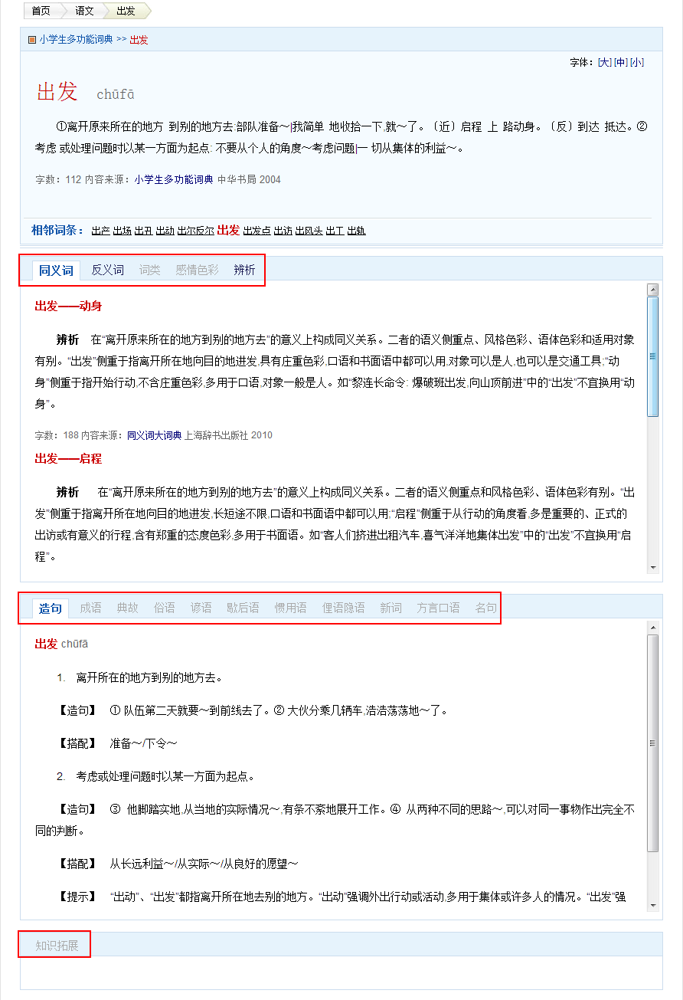 首页 语文 出发
小学生多功能词典 >> 出发
字体：[大] [中] [小]
出发 chūfā
①离开原来所在的地方 到别的地方去:部队准备～|我简单 地收拾一下,就～了。〔近〕启程 上 路动身。〔反〕到达 抵达。②
考虑 或处理问题时以某一方面为起点: 不要从个人的角度～考虑问题|一 切从集体的利益～。
字数：112 内容来源：小学生多功能词典 中华书局 2004
相邻词条： 出产 出场 出丑 出动 出尔反尔 出发 出发点 出访 出风头 出工 出轨
同义词 反义词 词类 感情色彩 辨析
出发——动身
辨析 在“离开原来所在的地方到别的地方去”的意义上构成同义关系。二者的语义侧重点、风格色彩、语体色彩和适用对象
有别。“出发”侧重于指离开所在地向目的地进发,具有庄重色彩,口语和书面语中都可以用,对象可以是人,也可以是交通工具;“动
身”侧重于指开始行动,不含庄重色彩,多用于口语,对象一般是人。如“黎连长命令: 爆破班出发,向山顶前进”中的“出发”不宜换用“动
身”。
字数：188 内容来源：同义词大词典 上海辞书出版社 2010
出发——启程
辨析 在“离开原来所在的地方到别的地方去”的意义上构成同义关系。二者的语义侧重点和风格色彩、语体色彩有别。“出
发”侧重于指离开所在地向目的地进发,长短途不限,口语和书面语中都可以用;“启程”侧重于从行动的角度看,多是重要的、正式的
出访或有意义的行程,含有郑重的态度色彩,多用于书面语。如“客人们挤进出租汽车,喜气洋洋地集体出发”中的“出发”不宜换用“启
程”。
造句 成语 典故 俗语 谚语 歇后语 惯用语 俚语隐语 新词 方言口语 名句
出发 chūfā
1. 离开所在的地方到别的地方去。
【造句】 ① 队伍第二天就要～到前线去了。② 大伙分乘几辆车,浩浩荡荡地～了。
【搭配】 准备～/下令～
2. 考虑或处理问题时以某一方面为起点。
【造句】 ③ 他脚踏实地,从当地的实际情况～,有条不紊地展开工作。④ 从两种不同的思路～,可以对同一事物作出完全不
同的判断。
【搭配】 从长远利益～/从实际～/从良好的愿望～
【提示】 “出动”、“出发”都指离开所在地去别的地方。“出动”强调外出行动或活动,多用于集体或许多人的情况。“出发”强
知识拓展